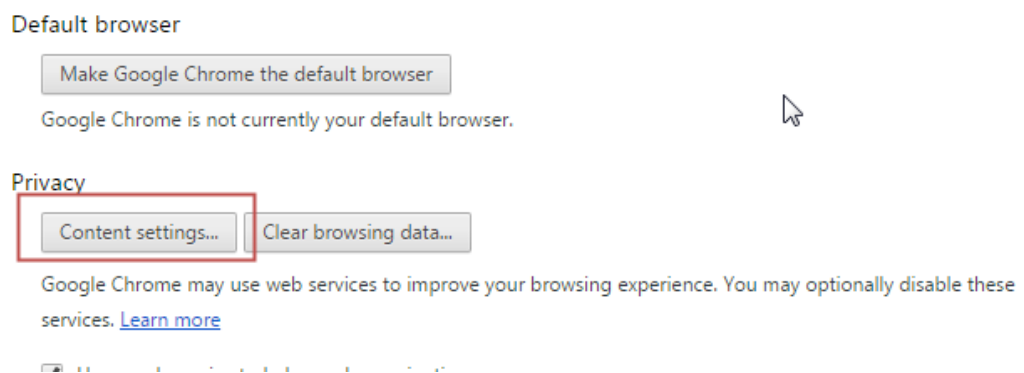 Default browser
Make Google Chrome the default browser
Google Chrome is not currently your default browser.
Privacy
Content settings... Clear browsing data...
Google Chrome may use web services to improve your browsing experience. You may optionally disable these
services. Learn more